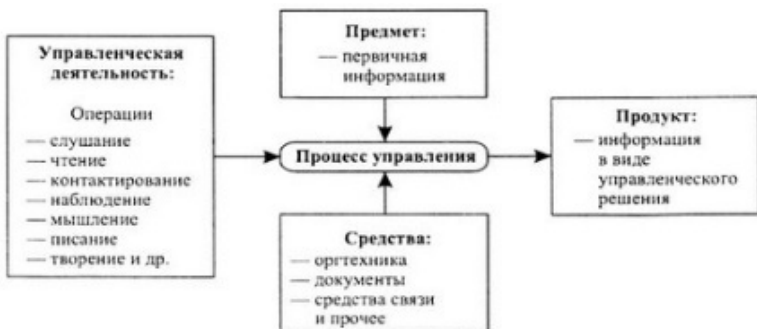 Управленческая
деятельность:
Операции
— слушание
— чтение
— контактирование
— наблюдение
— мышление
— писание
— творение и др.
Предмет:
— первичная
информация
Процесс управления
Средства:
— оргтехника
— документы
— средства связи
и прочее
Продукт:
— информация
в виде
управленческого
решения